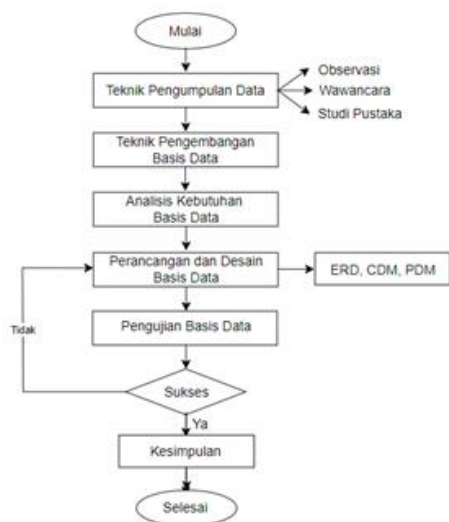 Mulai
Teknik Pengumpulan Data
Observasi
Wawancara
Studi Pustaka
Teknik Pengembangan
Basis Data
Analisis Kebutuhan
Basis Data
Perancangan dan Desain
Basis Data
ERD, CDM, PDM
Pengujian Basis Data
Tidak
Sukses
Ya
Kesimpulan
Selesai